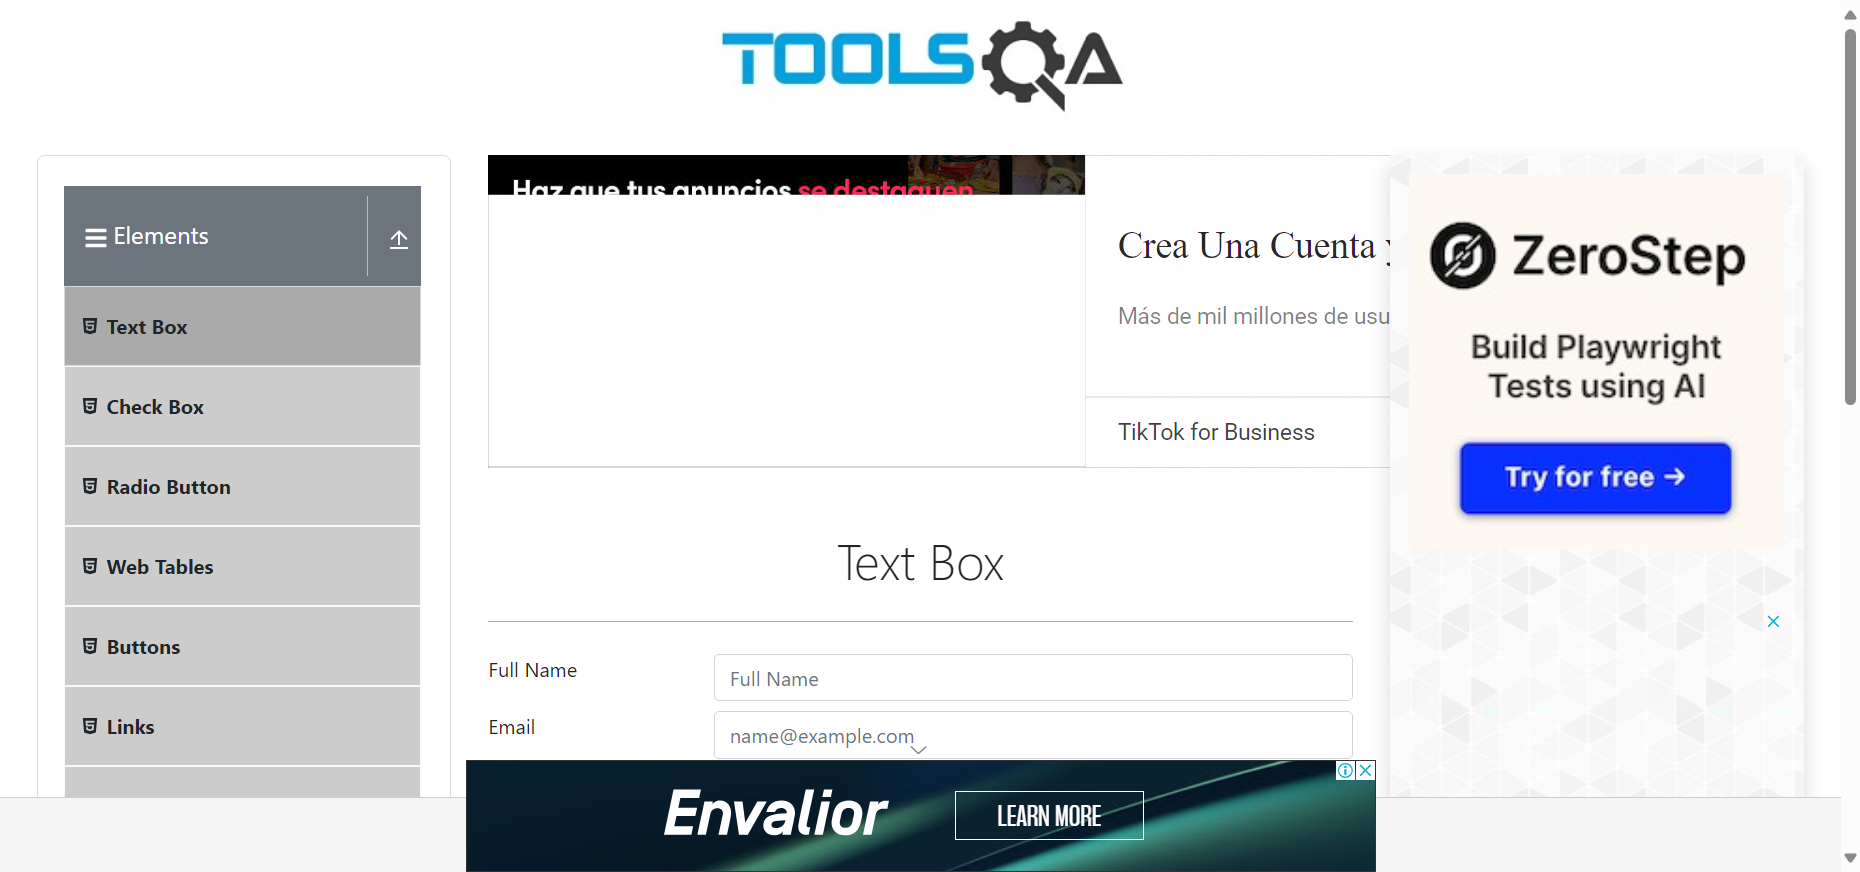 TOOLSQA
Elements
Text Box
Check Box
Radio Button
Web Tables
Buttons
Links
Haz que tus anuncios se destaquen
Crea Una Cuenta y
Más de mil millones de usu
TikTok for Business
ZeroStep
Build Playwright
Tests using AI
Try for free →
Text Box
Full Name
Full Name
Email
name@example.com
Envalior
LEARN MORE